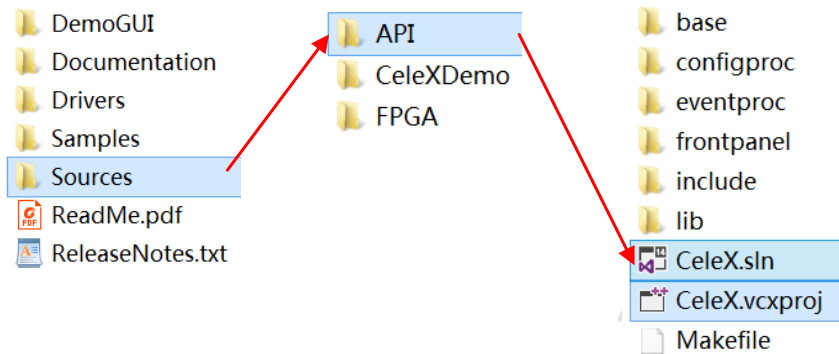 DemoGUI
Documentation
Drivers
Samples
Sources
ReadMe.pdf
ReleaseNotes.txt
API
CeleXDemo
FPGA
base
configproc
eventproc
frontpanel
include
lib
CeleX.sln
CeleX.vcxproj
Makefile